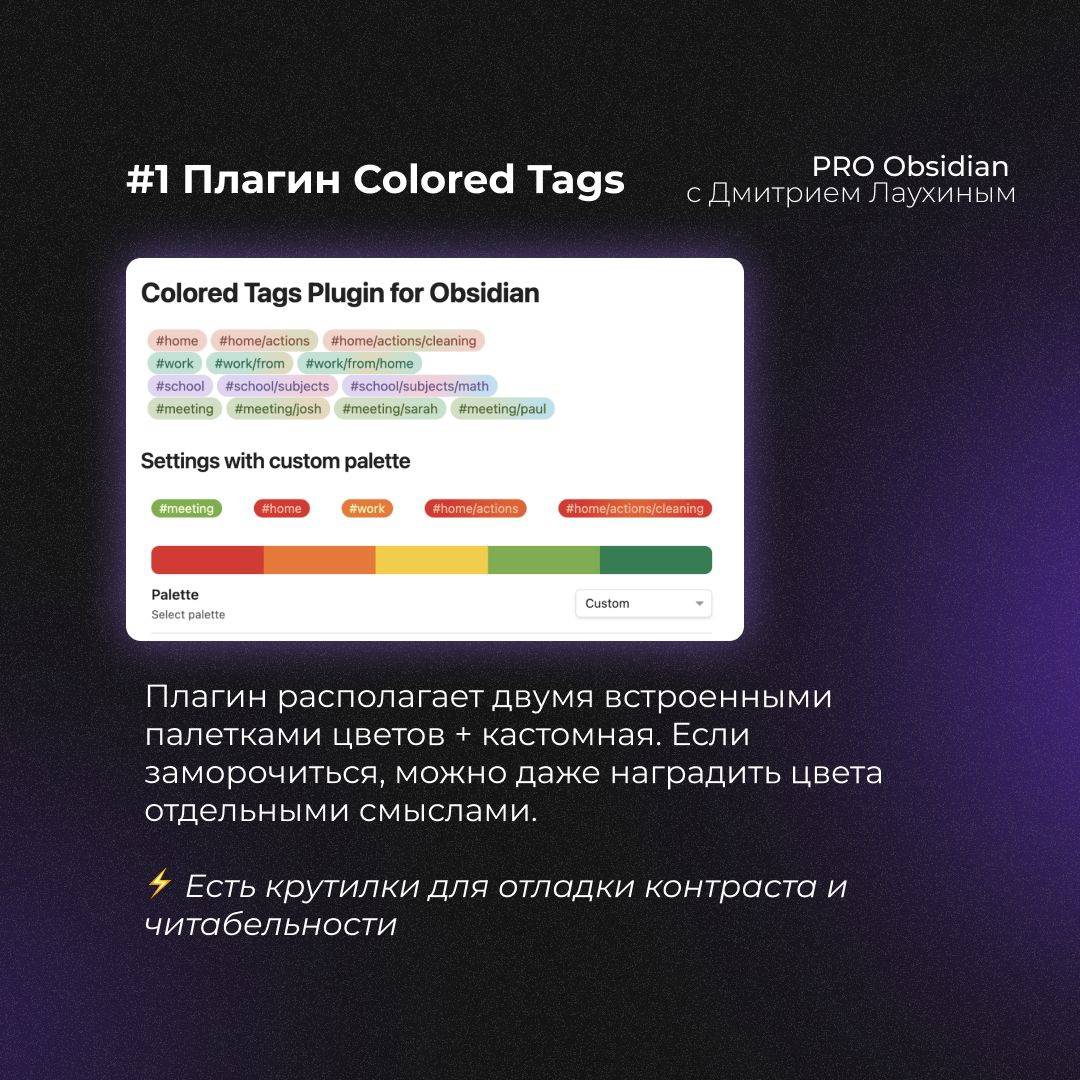 #1 Плагин Colored Tags
PRO Obsidian
с Дмитрием Лаухиным
Colored Tags Plugin for Obsidian
#home #home/actions #home/actions/cleaning
#work #work/from #work/from/home
#school #school/subjects #school/subjects/math
#meeting #meeting/josh #meeting/sarah #meeting/paul
Settings with custom palette
#meeting #home #work #home/actions #home/actions/cleaning
Palette
Select palette
Custom
Плагин располагает двумя встроенными
палетками цветов + кастомная. Если
заморочиться, можно даже наградить цвета
отдельными смыслами.
⚡ Есть крутилки для отладки контраста и
читабельности